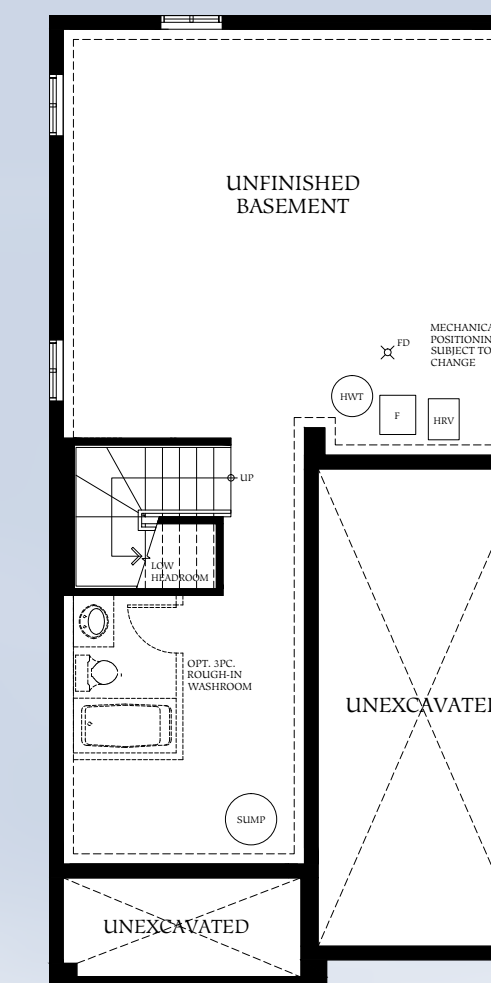 UNFINISHED
BASEMENT
FD
MECHANICA
POSITIONIN
SUBJECT TO
CHANGE
HWT
F
HRV
UP
LOW
HEADROOM
OPT. 3PC.
ROUGH-IN
WASHROOM
UNEXCAVATED
SUMP
UNEXCAVATED